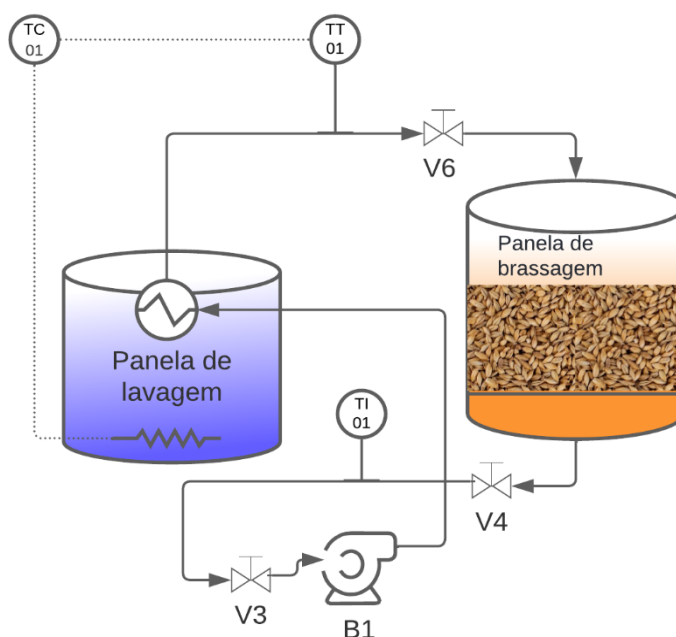 TC
01
TT
01
V6
Panela de
brassagem
Panela de
lavagem
TI
01
V4
V3
B1